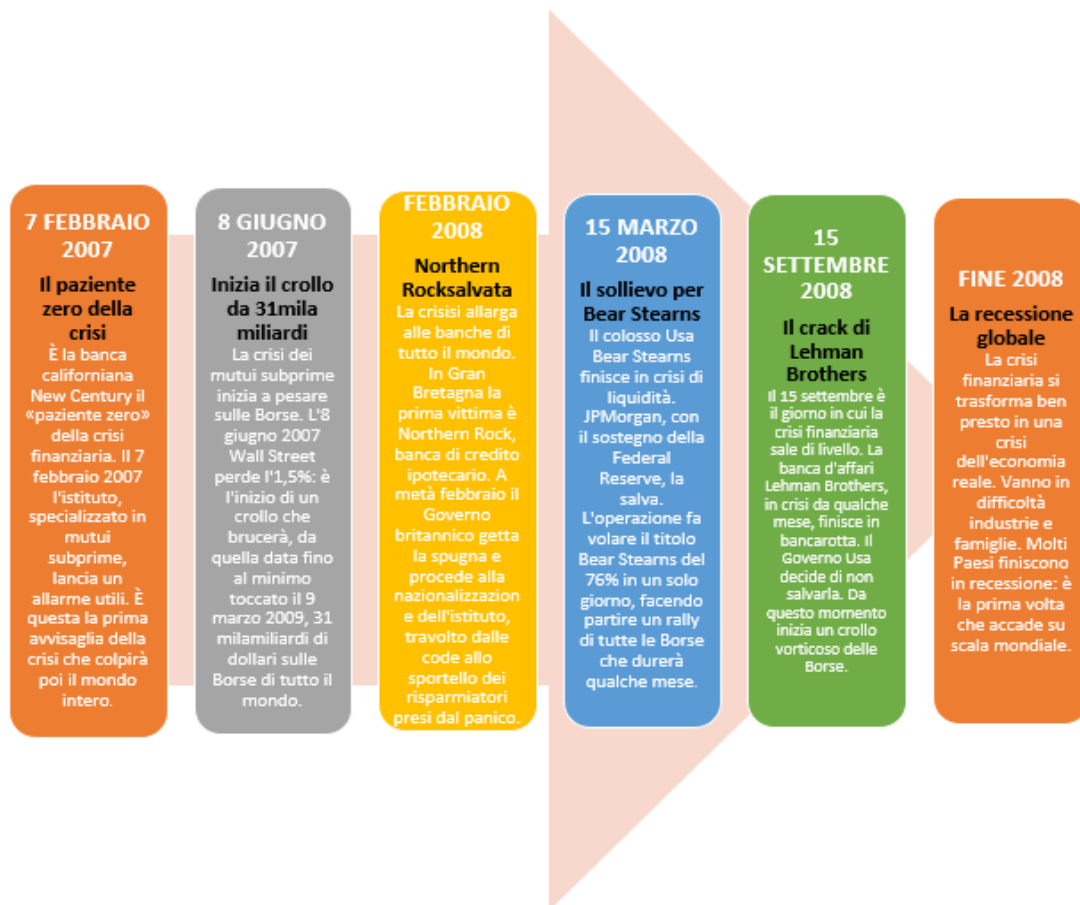 7 FEBBRAIO
2007
Il paziente
zero della
crisi
È la banca
californiana
New Century il
«paziente zero»
della crisi
finanziaria. Il 7
febbraio 2007
l'istituto,
specializzato in
mutui
subprime,
lancia un
allarme utili. È
questa la prima
avvisaglia della
crisi che colpirà
poi il mondo
intero.
8 GIUGNO
2007
Inizia il crollo
da 31mila
miliardi
La crisi dei
mutui subprime
inizia a pesare
sulle Borse. L'8
giugno 2007
Wall Street
perde l'1,5%: è
l'inizio di un
crollo che
brucerà, da
quella data fino
al minimo
toccato il 9
marzo 2009, 31
milamiliardi di
dollari sulle
Borse di tutto il
mondo.
FEBBRAIO
2008
Northern
Rocksalvata
La crisisi allarga
alle banche di
tutto il mondo.
In Gran
Bretagna la
prima vittima è
Northern Rock,
banca di credito
ipotecario. A
metà febbraio il
Governo
britannico getta
la spugna e
procede alla
nazionalizzazion
e dell'istituto,
travolto dalle
code allo
sportello dei
risparmiatori
presi dal panico.
15 MARZO
2008
Il sollievo per
Bear Stearns
Il colosso Usa
Bear Stearns
finisce in crisi di
liquidità.
JPMorgan, con
il sostegno della
Federal
Reserve, la
salva.
L'operazione fa
volare il titolo
Bear Stearns del
76% in un solo
giorno, facendo
partire un rally
di tutte le Borse
che durerà
qualche mese.
15
SETTEMBRE
2008
Il crack di
Lehman
Brothers
Il 15 settembre è
il giorno in cui la
crisi finanziaria
sale di livello. La
banca d'affari
Lehman Brothers,
in crisi da qualche
mese, finisce in
bancarotta. Il
Governo Usa
decide di non
salvarla. Da
questo momento
inizia un crollo
vorticoso delle
Borse.
FINE 2008
La recessione
globale
La crisi
finanziaria si
trasforma ben
presto in una
crisi
dell'economia
reale. Vanno in
difficoltà
industrie e
famiglie. Molti
Paesi finiscono
in recessione: è
la prima volta
che accade su
scala mondiale.